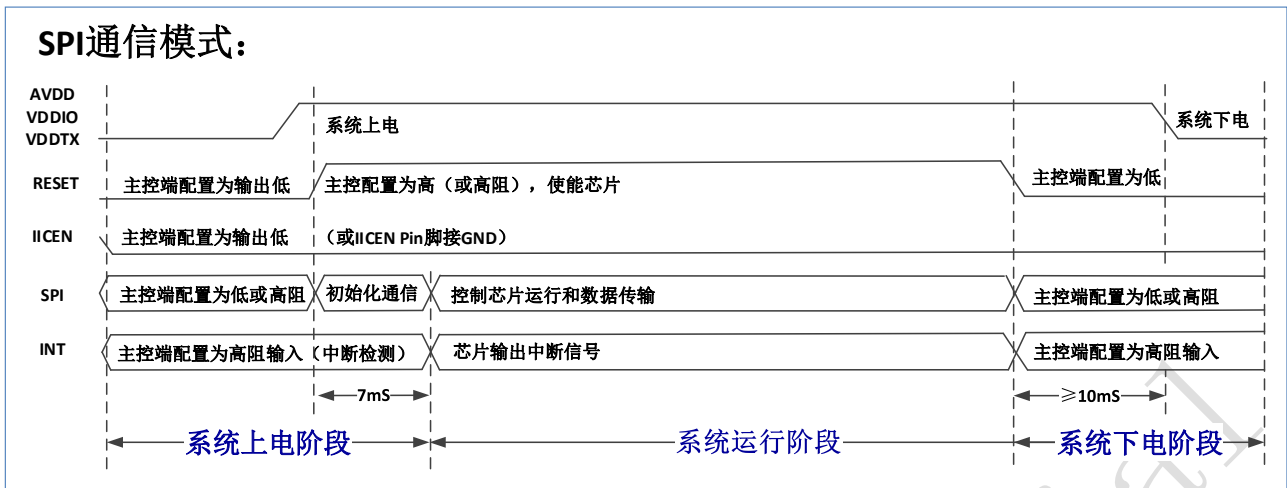 SPI通信模式：
AVDD
VDDIO
VDDTX
系统上电
系统下电
RESET
主控端配置为输出低
主控配置为高（或高阻），使能芯片
主控端配置为低
IICEN
主控端配置为输出低
（或IICEN Pin脚接GND）
SPI
主控端配置为低或高阻
初始化通信
控制芯片运行和数据传输
主控端配置为低或高阻
INT
主控端配置为高阻输入（中断检测）
芯片输出中断信号
主控端配置为高阻输入
7mS
≥10mS
系统上电阶段
系统运行阶段
系统下电阶段